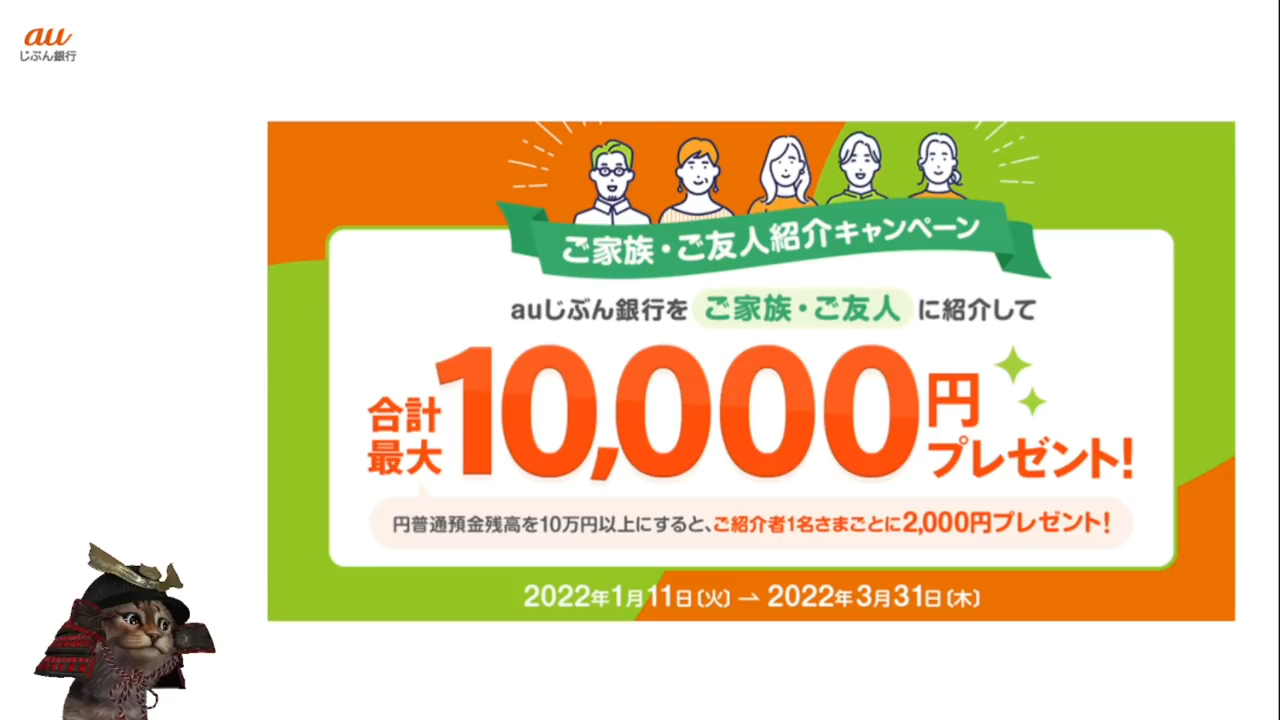 au
じぶん銀行
ご家族・ご友人紹介キャンペーン
auじぶん銀行を ご家族・ご友人 に紹介して
合計最大10,000円プレゼント!
円普通預金残高を10万円以上にすると、ご紹介者1名さまごとに2,000円プレゼント!
2022年1月11日〔火〕→2022年3月31日〔木〕